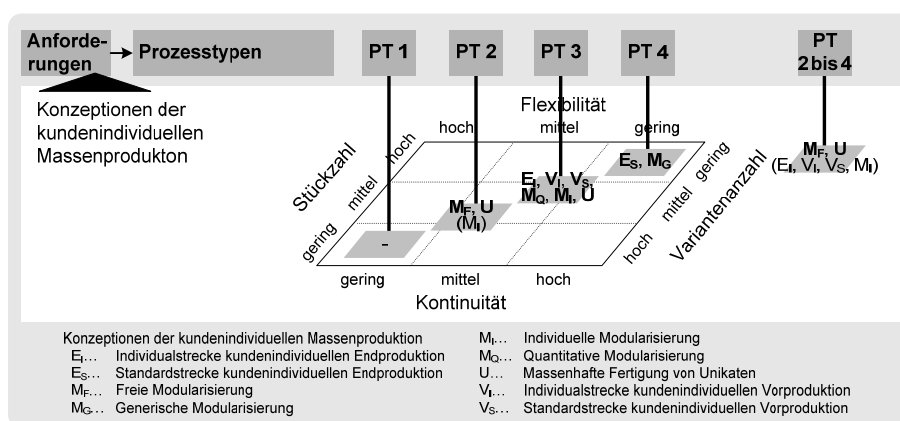 Anforde-
rungen
Prozesstypen
PT 1
PT 2
PT 3
PT 4
PT
2 bis 4
Konzeptionen der
kundenindividuellen
Massenprodukton
Flexibilität
hoch
mittel
gering
Stückzahl
hoch
mittel
gering
Variantenanzahl
gering
mittel
hoch
ES, MG
EI, VI, VS,
MQ, MI, U
MF, U
(MI)
-
MF, U
(EI, VI, VS, MI)
gering
mittel
hoch
Kontinuität
Konzeptionen der kundenindividuellen Massenproduktion
EI... Individualstrecke kundenindividuellen Endproduktion
ES... Standardstrecke kundenindividuellen Endproduktion
MF... Freie Modularisierung
MG... Generische Modularisierung
MI... Individuelle Modularisierung
MQ... Quantitative Modularisierung
U... Massenhafte Fertigung von Unikaten
VI... Individualstrecke kundenindividuellen Vorproduktion
VS... Standardstrecke kundenindividuellen Vorproduktion